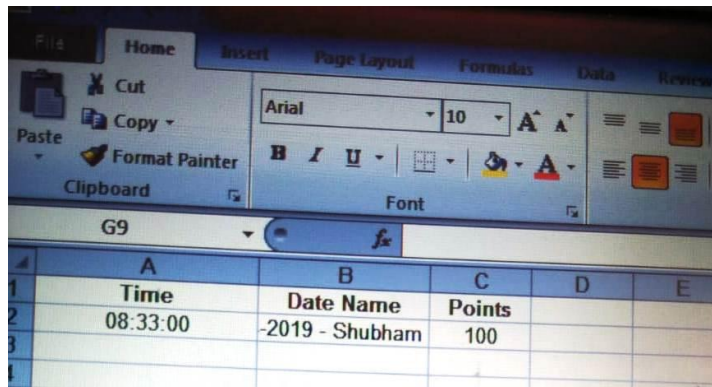 File Home Insert Page Layout Formulas Data Review
Cut
Copy
Paste
Format Painter
Clipboard
Arial 10 A A
B I U A
Font
G9 fx
A B C D E
1 Time Date Name Points
2 08:33:00 -2019 - Shubham 100
3
4